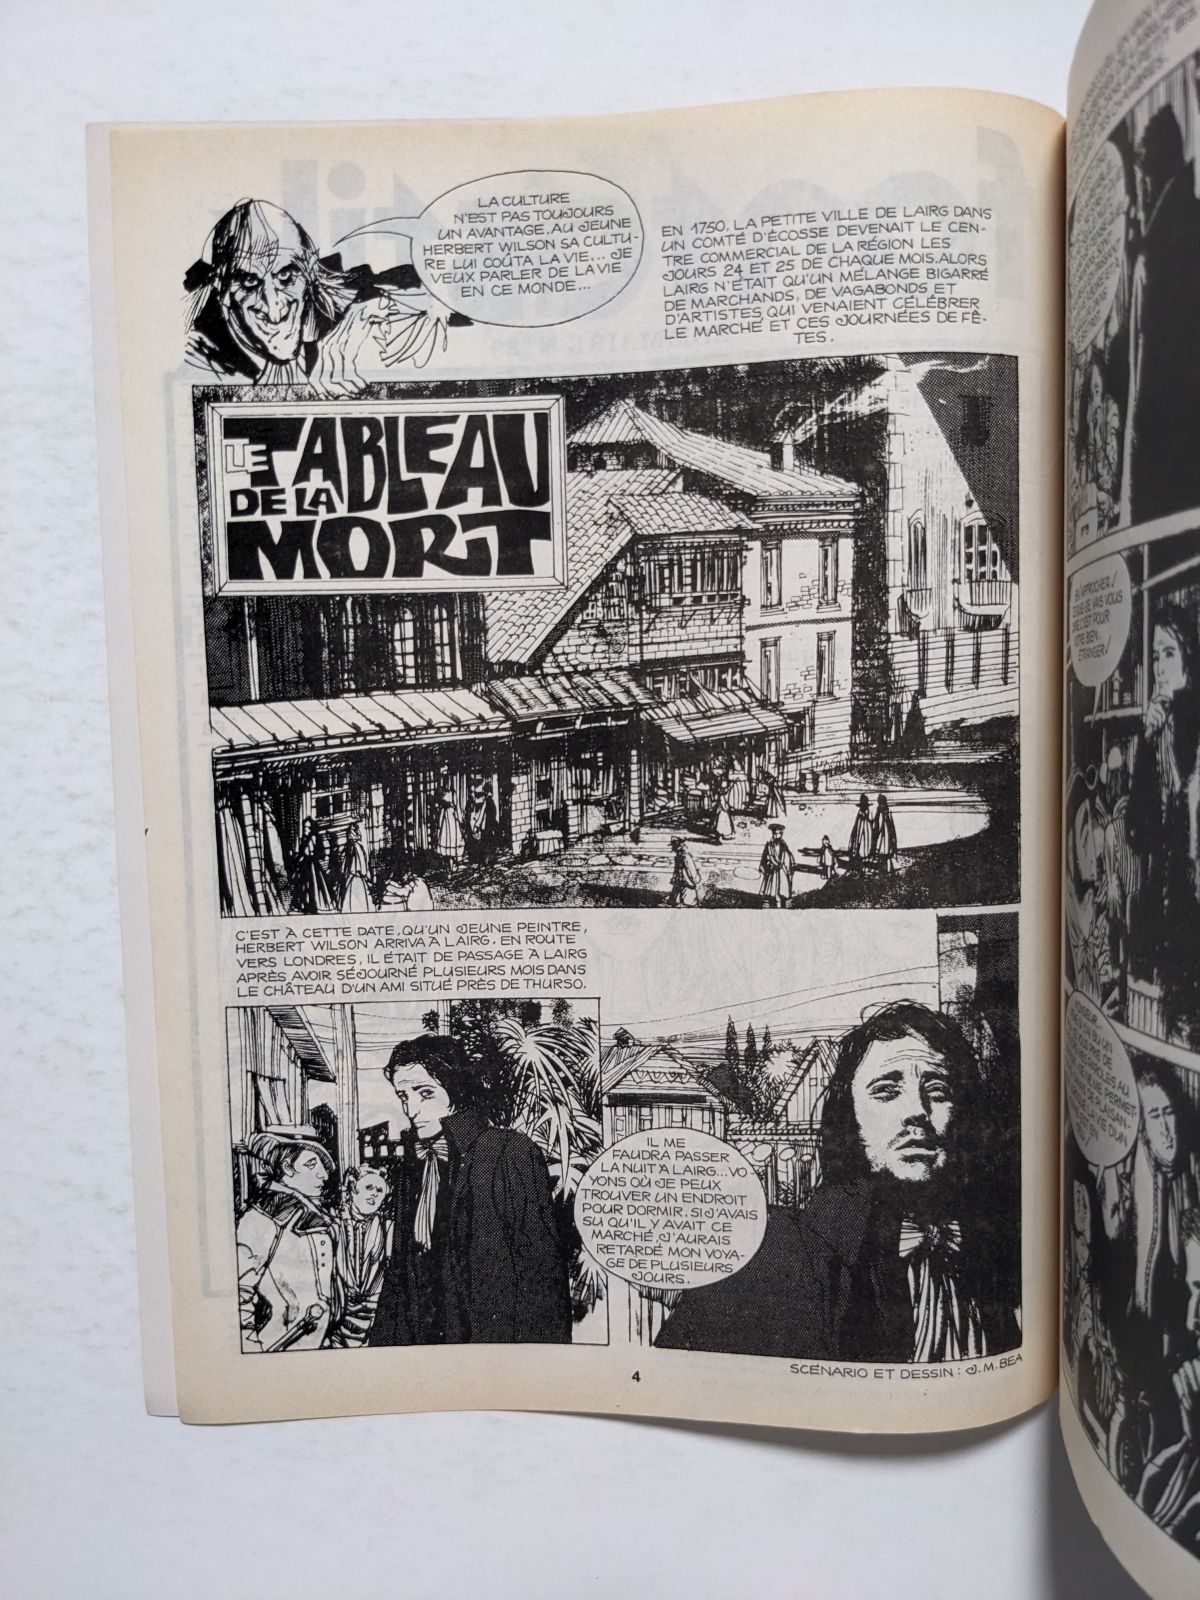 LA CULTURE
N'EST PAS TOUJOURS
UN AVANTAGE. AU JEUNE
HERBERT WILSON SA CULTU-
RE LUI COÛTA LA VIE... JE
VEUX PARLER DE LA VIE
EN CE MONDE...
EN 1750, LA PETITE VILLE DE LAIRG DANS
UN COMTÉ D'ÉCOSSE DEVENAIT LE CEN-
TRE COMMERCIAL DE LA RÉGION LES
JOURS 24 ET 25 DE CHAQUE MOIS. ALORS
LAIRG N'ÉTAIT QU'UN MÉLANGE BIGARRÉ
DE MARCHANDS, DE VAGABONDS ET
D'ARTISTES, QUI VENAIENT CÉLÉBRER
LE MARCHÉ ET CES JOURNÉES DE FÊ-
TES.
LE TABLEAU
DE LA
MORT
C'EST À CETTE DATE, QU'UN JEUNE PEINTRE,
HERBERT WILSON ARRIVA À LAIRG. EN ROUTE
VERS LONDRES, IL ÉTAIT DE PASSAGE À LAIRG
APRÈS AVOIR SÉJOURNÉ PLUSIEURS MOIS DANS
LE CHÂTEAU D'UN AMI SITUÉ PRÈS DE THURSO.
IL ME
FAUDRA PASSER
LA NUIT À LAIRG... VO-
YONS OÙ JE PEUX
TROUVER UN ENDROIT
POUR DORMIR. SI J'AVAIS
SU QU'IL Y AVAIT CE
MARCHÉ, J'AURAIS
RETARDÉ MON VOYA-
GE DE PLUSIEURS
JOURS.
SCÉNARIO ET DESSIN : J.M. BEA
4
VAIS VOUS
C'EST POUR
BIEN,
ÉTRANGER!